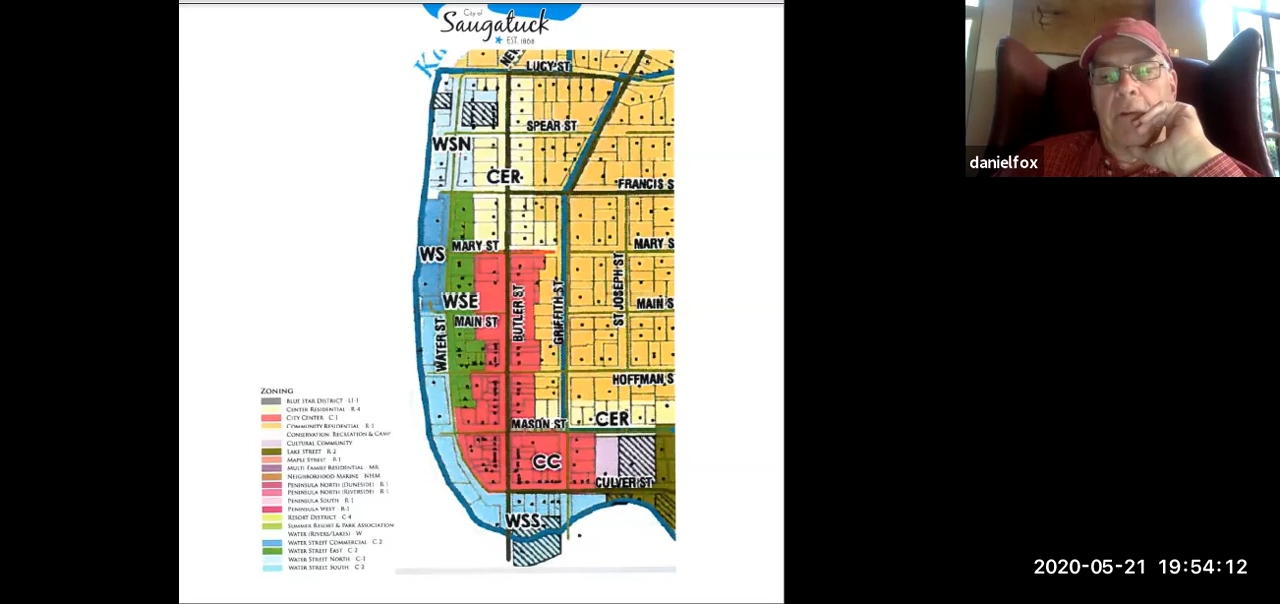 City of
Saugatuck
EST. 1868
LUCY ST
SPEAR ST
WSN
CER
FRANCIS S
MARY ST
MARY S
WS
WSE
BUTLER ST
GRIFFITH ST
ST JOSEPH ST
MAIN S
MAIN ST
WATER ST
HOFFMAN S
MASON ST
CER
CC
CULVER ST
WSS
ZONING
BLUE STAR DISTRICT LI-1
CENTER RESIDENTIAL R-4
CITY CENTER C-1
COMMUNITY RESIDENTIAL R-1
CONSERVATION, RECREATION & CAMP
CULTURAL COMMUNITY
LAKE STREET R-2
MAPLE STREET R-1
MULTI FAMILY RESIDENTIAL MR
NEIGHBORHOOD MARINE NHM
PENINSULA NORTH (DUNESIDE) R-1
PENINSULA NORTH (RIVERSIDE) R-1
PENINSULA SOUTH R-1
PENINSULA WEST R-1
RESORT DISTRICT C-4
SUMMER RESORT & PARK ASSOCIATION
WATER (RIVERS/LAKES) W
WATER STREET COMMERCIAL C-2
WATER STREET EAST C-2
WATER STREET NORTH C-1
WATER STREET SOUTH C-2
danielfox
2020-05-21 19:54:12